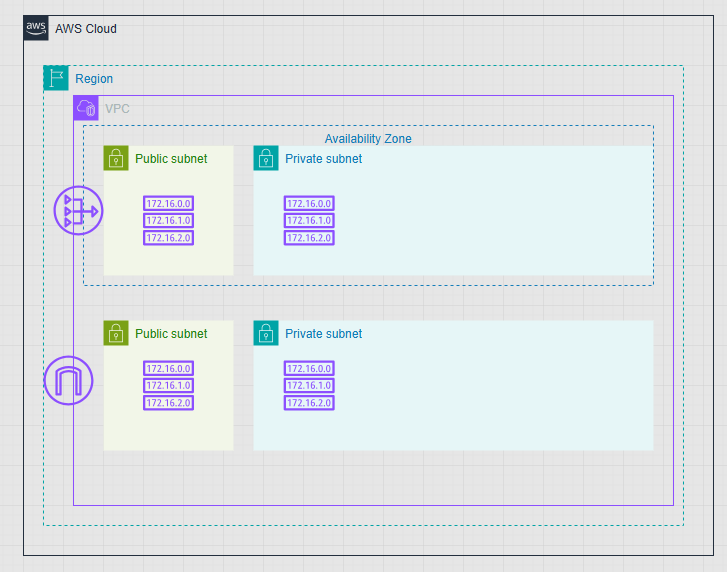 aws
AWS Cloud
Region
VPC
Availability Zone
Public subnet
Private subnet
172.16.0.0
172.16.1.0
172.16.2.0
172.16.0.0
172.16.1.0
172.16.2.0
Public subnet
Private subnet
172.16.0.0
172.16.1.0
172.16.2.0
172.16.0.0
172.16.1.0
172.16.2.0